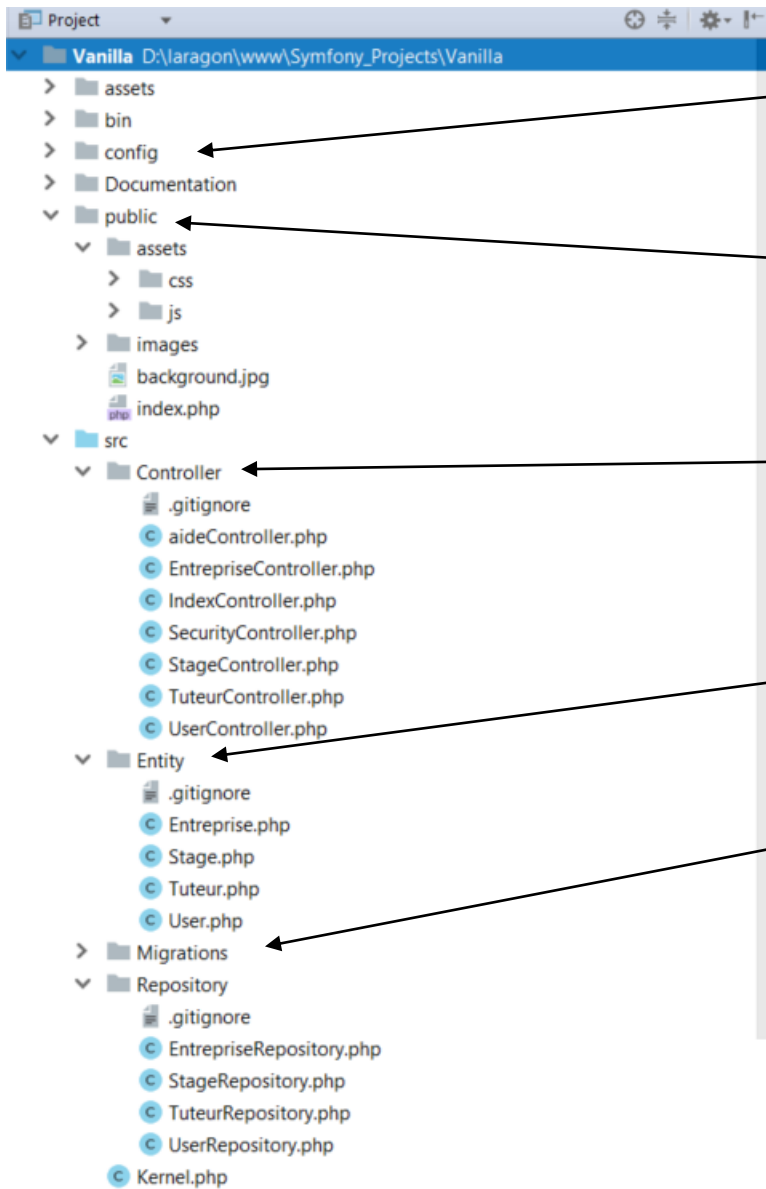 Project
Vanilla D:\laragon\www\Symfony_Projects\Vanilla
assets
bin
config
Documentation
public
assets
css
js
images
background.jpg
php index.php
src
Controller
.gitignore
C aideController.php
C EntrepriseController.php
C IndexController.php
C SecurityController.php
C StageController.php
C TuteurController.php
C UserController.php
Entity
.gitignore
C Entreprise.php
C Stage.php
C Tuteur.php
C User.php
Migrations
Repository
.gitignore
C EntrepriseRepository.php
C StageRepository.php
C TuteurRepository.php
C UserRepository.php
C Kernel.php